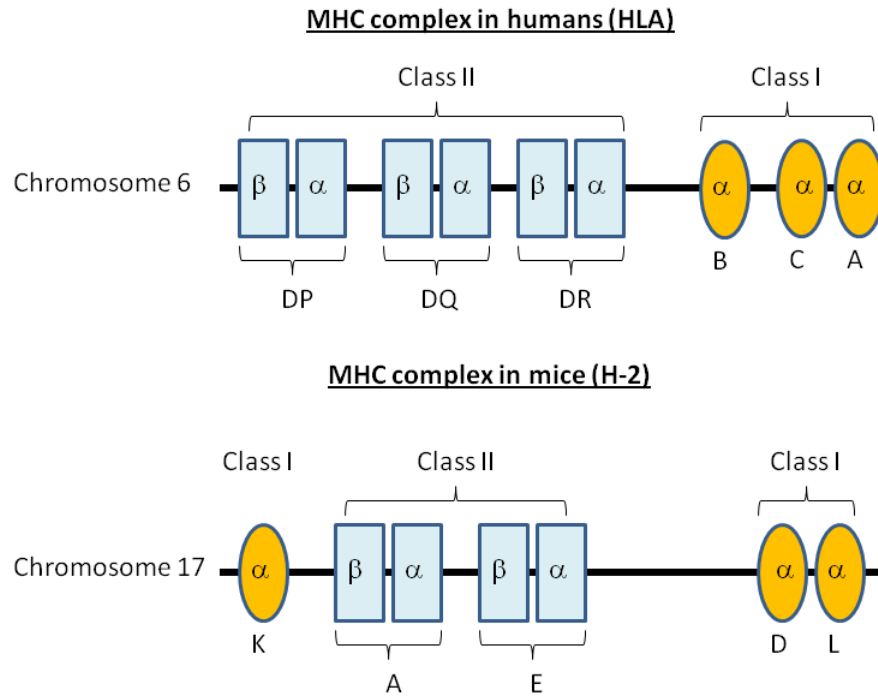 MHC complex in humans (HLA)
Class II Class I
Chromosome 6 β α β α β α α α α
DP DQ DR B C A
MHC complex in mice (H-2)
Class I Class II Class I
Chromosome 17 α β α β α α α
K A E D L